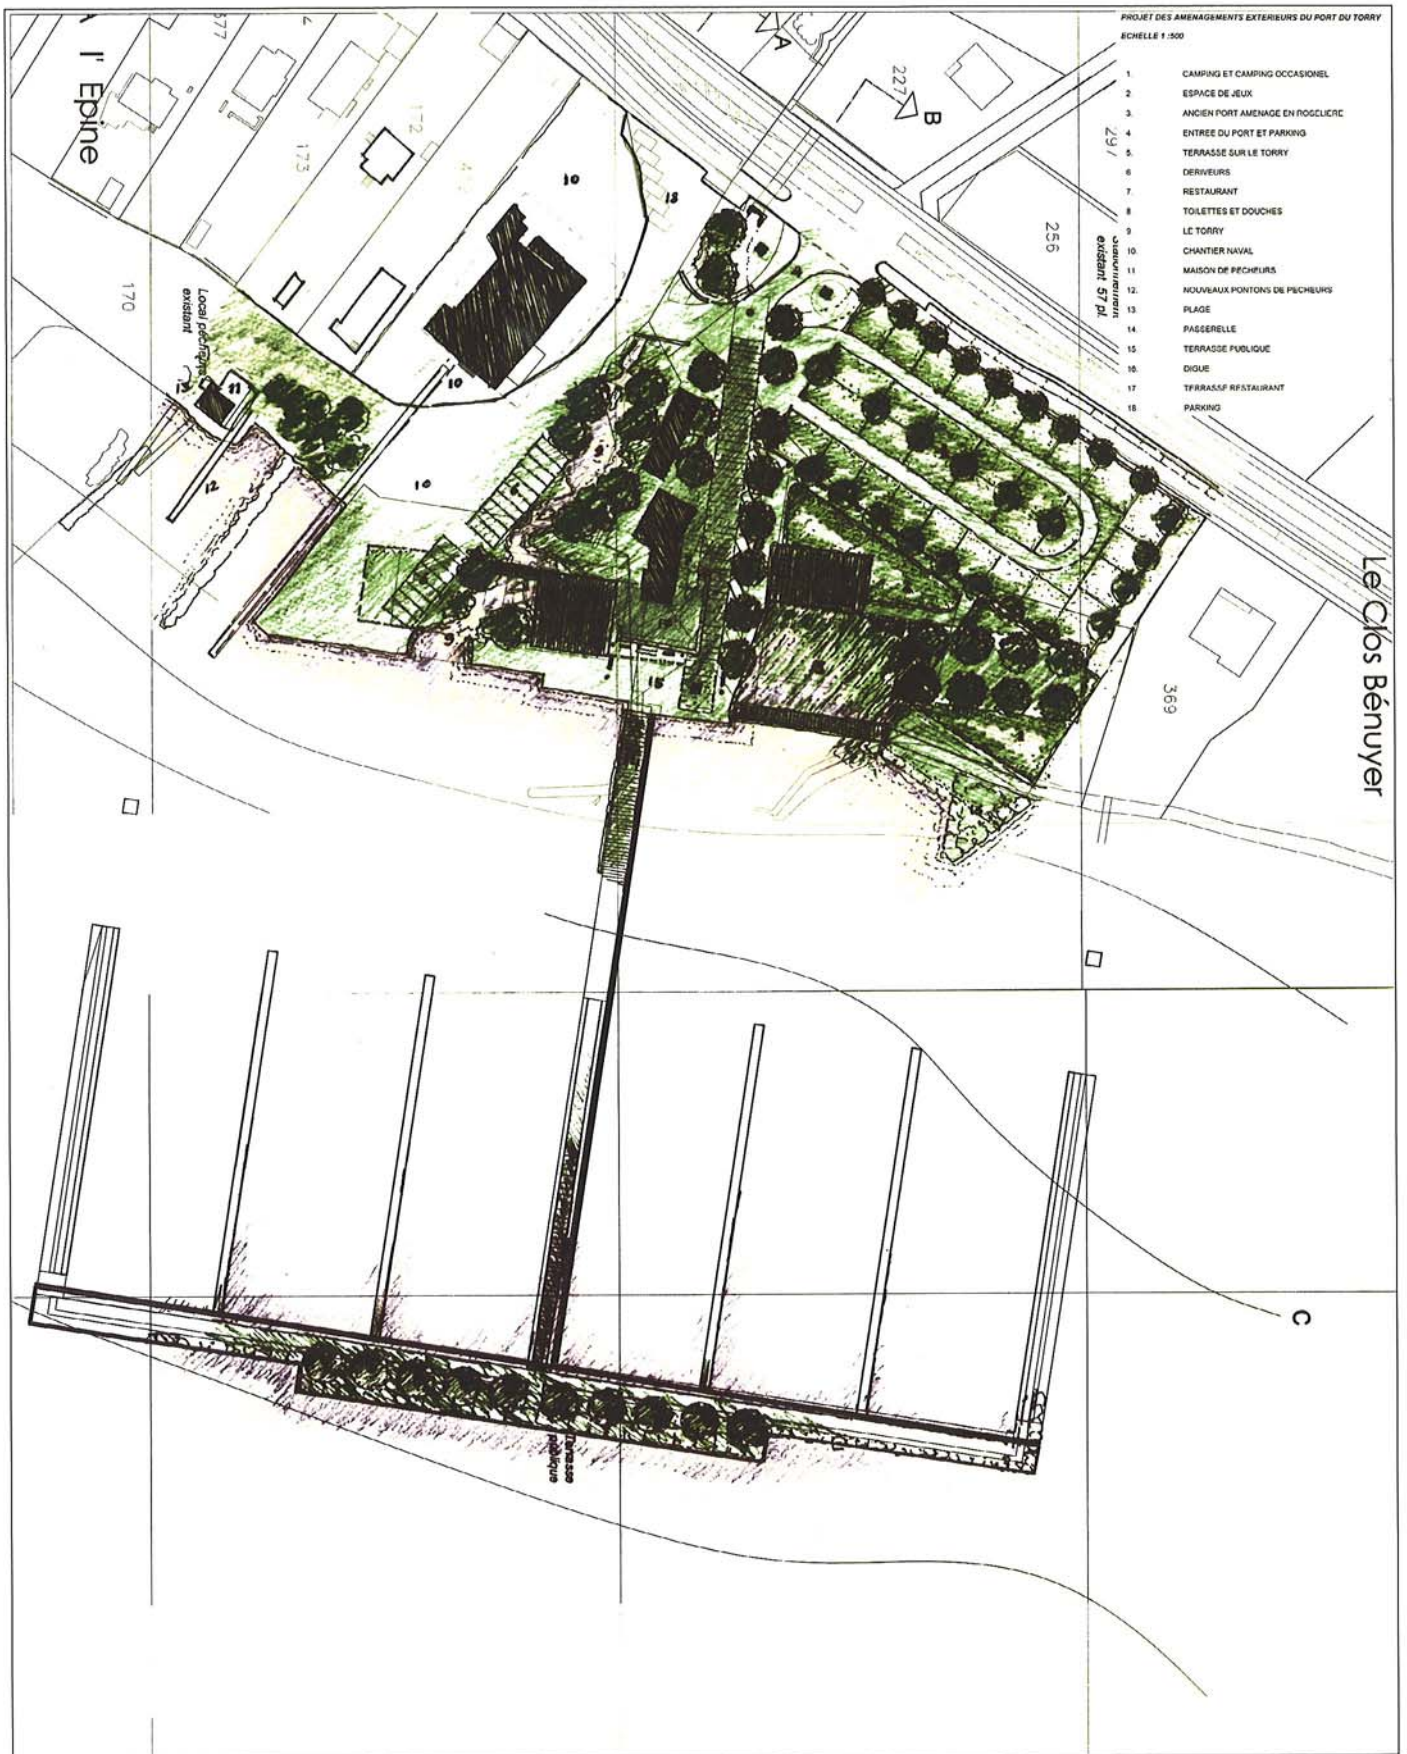 PROJET DES AMENAGEMENTS EXTERIEURS DU PORT DU TORRY
ECHELLE 1 :500
1. CAMPING ET CAMPING OCCASIONEL
2 ESPACE DE JEUX
3. ANCIEN PORT AMENAGE EN ROSELIERE
4 ENTREE DU PORT ET PARKING
5. TERRASSE SUR LE TORRY
6 DERIVEURS
7. RESTAURANT
8 TOILETTES ET DOUCHES
9 LE TORRY
10. CHANTIER NAVAL
11 MAISON DE PECHEURS
12. NOUVEAUX PONTONS DE PECHEURS
13. PLAGE
14. PASSERELLE
15 TERRASSE PUBLIQUE
16. DIGUE
17 TERRASSE RESTAURANT
18 PARKING
A
B
227
297
256
existant 57 pl.
Le Clos Bénuyer
369
l' Epine
172
173
170
Local pêcheurs
existant
10
18
10
10
11
13
12
15
C
Terrasse
publique